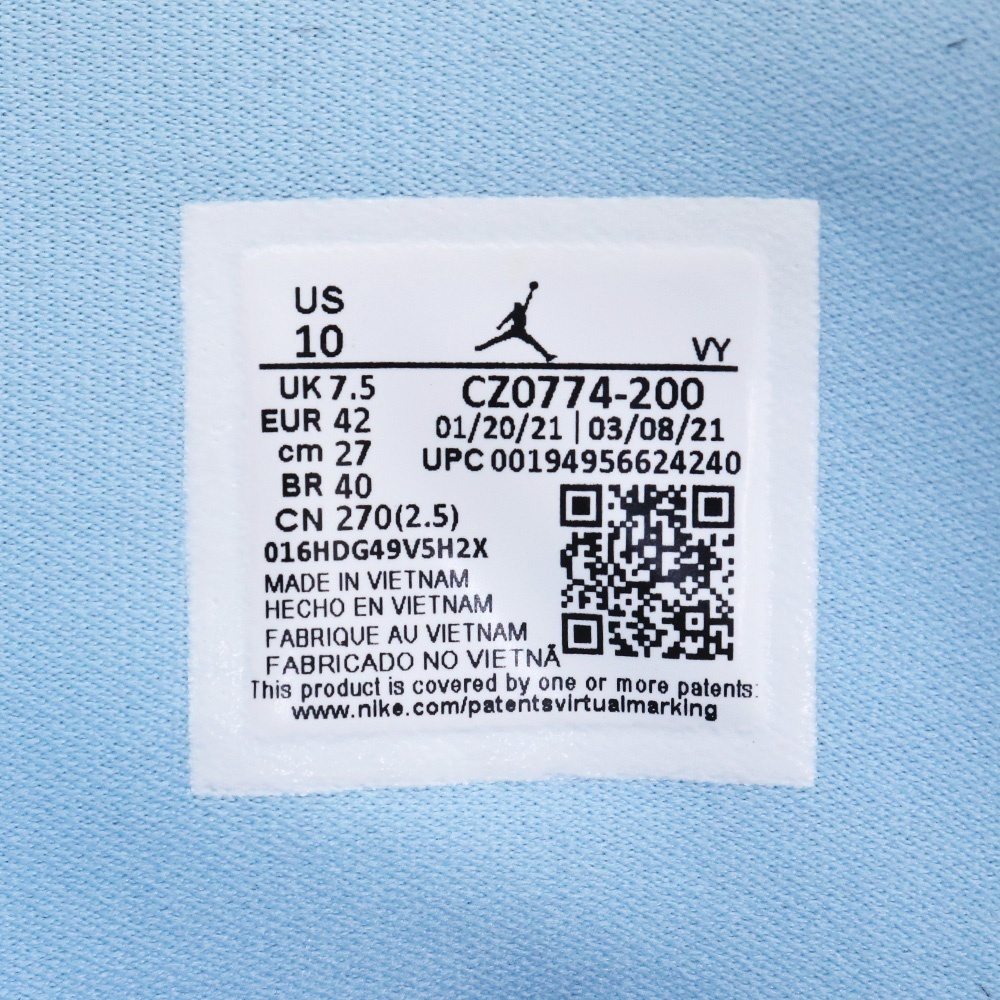 US
10
VY
UK 7.5
EUR 42
cm 27
BR 40
CN 270(2.5)
CZ0774-200
01/20/21 | 03/08/21
UPC 00194956624240
016HDG49V5H2X
MADE IN VIETNAM
HECHO EN VIETNAM
FABRIQUE AU VIETNAM
FABRICADO NO VIETNÃ
This product is covered by one or more patents:
www.nike.com/patentsvirtualmarking